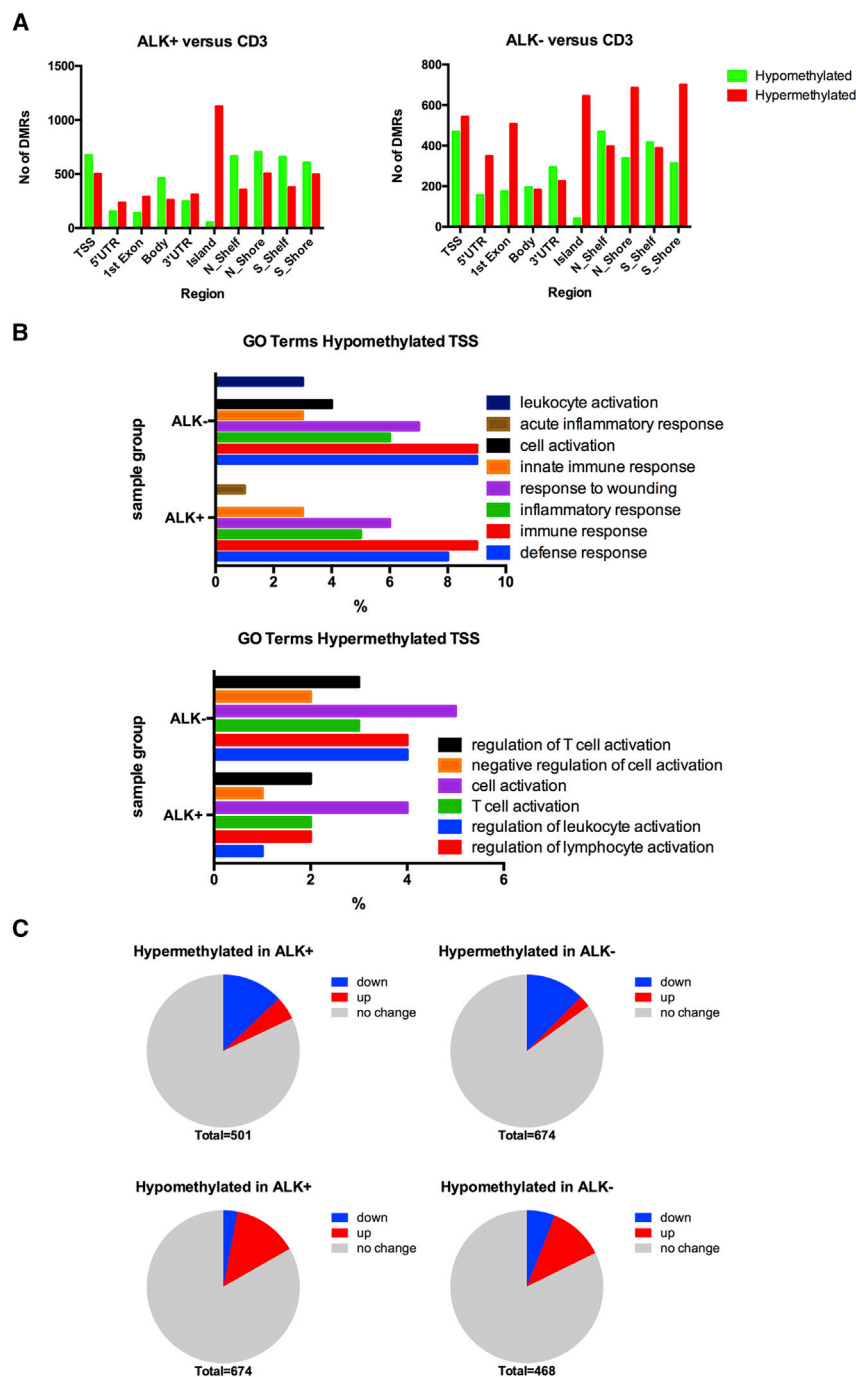 A
ALK+ versus CD3
No of DMRs
1500
1000
500
0
TSS
5'UTR
1st Exon
Body
3'UTR
Island
N_Shelf
N_Shore
S_Shelf
S_Shore
Region
ALK- versus CD3
No of DMRs
800
600
400
200
0
TSS
5'UTR
1st Exon
Body
3'UTR
Island
N_Shelf
N_Shore
S_Shelf
S_Shore
Region
Hypomethylated
Hypermethylated
B
GO Terms Hypomethylated TSS
sample group
ALK-
ALK+
0 2 4 6 8 10
%
leukocyte activation
acute inflammatory response
cell activation
innate immune response
response to wounding
inflammatory response
immune response
defense response
GO Terms Hypermethylated TSS
sample group
ALK-
ALK+
0 2 4 6
%
regulation of T cell activation
negative regulation of cell activation
cell activation
T cell activation
regulation of leukocyte activation
regulation of lymphocyte activation
C
Hypermethylated in ALK+
down
up
no change
Total=501
Hypermethylated in ALK-
down
up
no change
Total=674
Hypomethylated in ALK+
down
up
no change
Total=674
Hypomethylated in ALK-
down
up
no change
Total=468